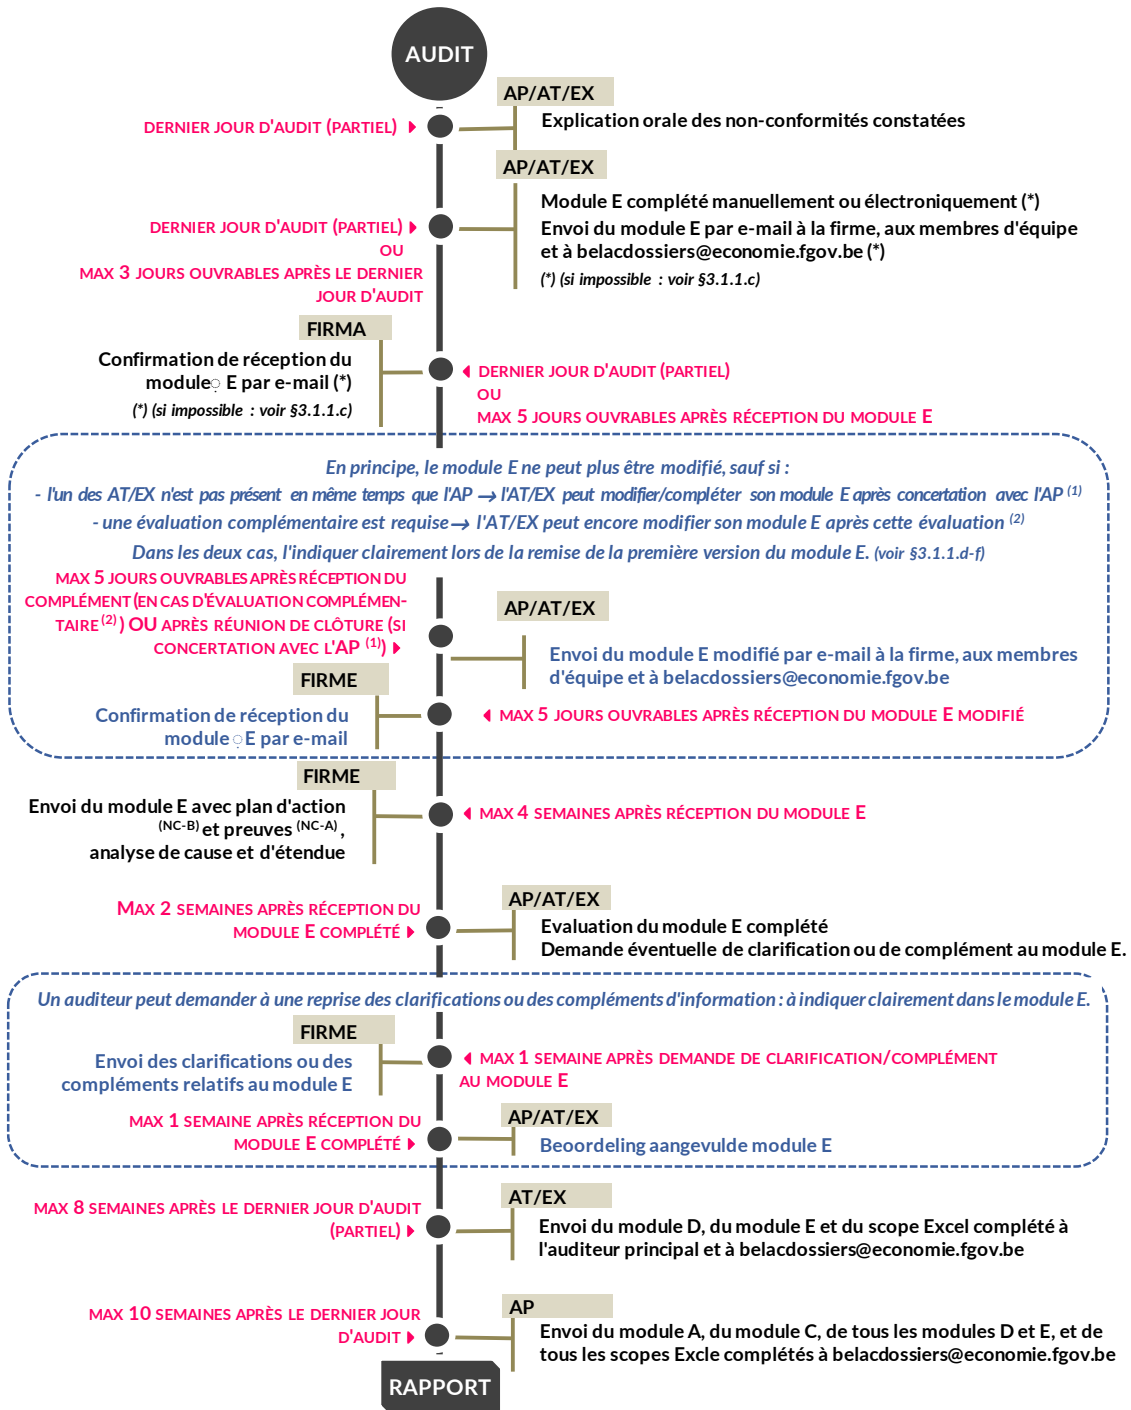 AUDIT
AP/AT/EX
DERNIER JOUR D'AUDIT (PARTIEL)
Explication orale des non-conformités constatées
AP/AT/EX
Module E complété manuellement ou électroniquement (*)
Envoi du module E par e-mail à la firme, aux membres d'équipe
et à belacdossiers@economie.fgov.be (*)
(*) (si impossible : voir §3.1.1.c)
DERNIER JOUR D'AUDIT (PARTIEL)
OU
MAX 3 JOURS OUVRABLES APRÈS LE DERNIER
JOUR D'AUDIT
FIRMA
Confirmation de réception du
module E par e-mail (*)
(*) (si impossible : voir §3.1.1.c)
DERNIER JOUR D'AUDIT (PARTIEL)
OU
MAX 5 JOURS OUVRABLES APRÈS RÉCEPTION DU MODULE E
En principe, le module E ne peut plus être modifié, sauf si :
- l'un des AT/EX n'est pas présent en même temps que l'AP → l'AT/EX peut modifier/compléter son module E après concertation avec l'AP (1)
- une évaluation complémentaire est requise → l'AT/EX peut encore modifier son module E après cette évaluation (2)
Dans les deux cas, l'indiquer clairement lors de la remise de la première version du module E. (voir §3.1.1.d-f)
MAX 5 JOURS OUVRABLES APRÈS RÉCEPTION DU
COMPLÉMENT (EN CAS D'ÉVALUATION COMPLÉMEN-
TAIRE (2) ) OU APRÈS RÉUNION DE CLÔTURE (SI
CONCERTATION AVEC L'AP (1))
AP/AT/EX
Envoi du module E modifié par e-mail à la firme, aux membres
d'équipe et à belacdossiers@economie.fgov.be
FIRME
Confirmation de réception du
module E par e-mail
MAX 5 JOURS OUVRABLES APRÈS RÉCEPTION DU MODULE E MODIFIÉ
FIRME
Envoi du module E avec plan d'action
(NC-B) et preuves (NC-A) ,
analyse de cause et d'étendue
MAX 4 SEMAINES APRÈS RÉCEPTION DU MODULE E
AP/AT/EX
MAX 2 SEMAINES APRÈS RÉCEPTION DU
MODULE E COMPLÉTÉ
Evaluation du module E complété
Demande éventuelle de clarification ou de complément au module E.
Un auditeur peut demander à une reprise des clarifications ou des compléments d'information : à indiquer clairement dans le module E.
FIRME
Envoi des clarifications ou des
compléments relatifs au module E
MAX 1 SEMAINE APRÈS DEMANDE DE CLARIFICATION/COMPLÉMENT
AU MODULE E
MAX 1 SEMAINE APRÈS RÉCEPTION DU
MODULE E COMPLÉTÉ
AP/AT/EX
Beoordeling aangevulde module E
AT/EX
MAX 8 SEMAINES APRÈS LE DERNIER JOUR D'AUDIT
(PARTIEL)
Envoi du module D, du module E et du scope Excel complété à
l'auditeur principal et à belacdossiers@economie.fgov.be
AP
MAX 10 SEMAINES APRÈS LE DERNIER JOUR
D'AUDIT
Envoi du module A, du module C, de tous les modules D et E, et de
tous les scopes Excle complétés à belacdossiers@economie.fgov.be
RAPPORT